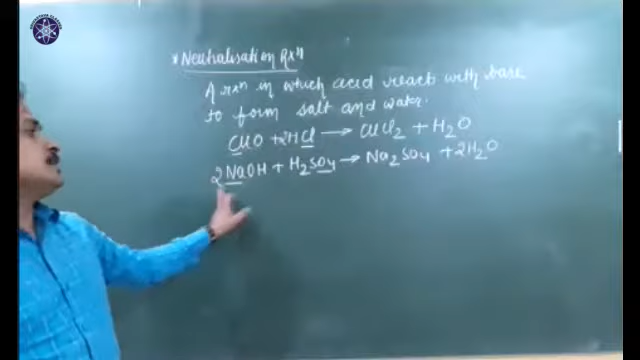 * Neutralisation Rxⁿ
A rxⁿ in which acid react with base
to form salt and water.
CuO + 2HCl → CuCl₂ + H₂O
2NaOH + H₂SO₄ → Na₂SO₄ + 2H₂O